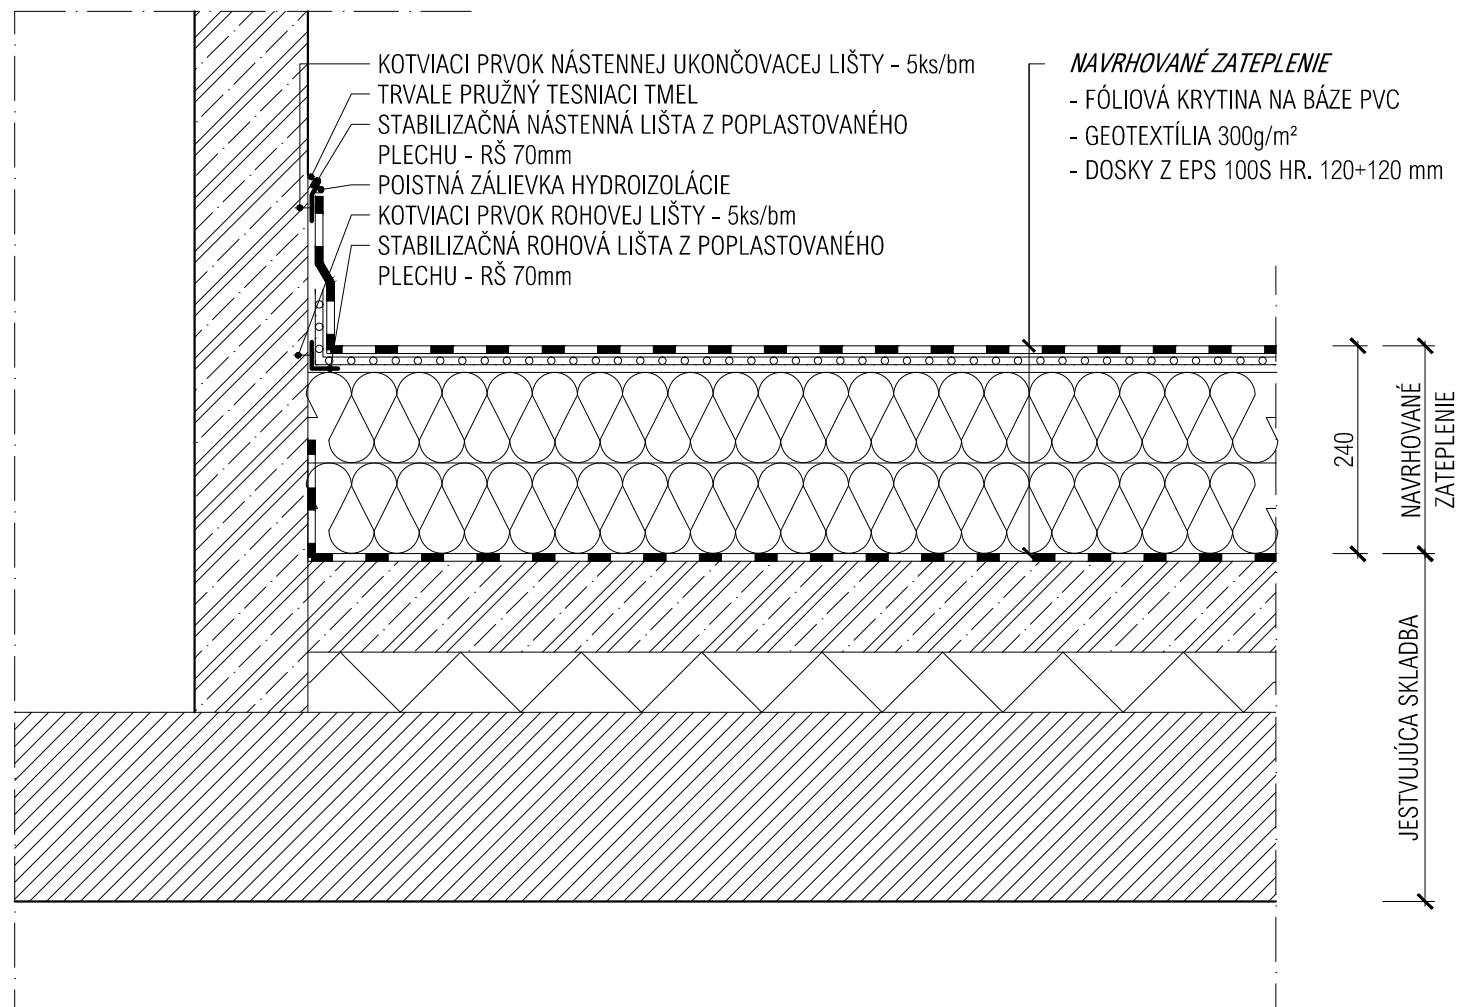 KOTVIACI PRVOK NÁSTENNEJ UKONČOVACEJ LIŠTY - 5ks/bm
TRVALE PRUŽNÝ TESNIACI TMEL
STABILIZAČNÁ NÁSTENNÁ LIŠTA Z POPLASTOVANÉHO
PLECHU - RŠ 70mm
POISTNÁ ZÁLIEVKA HYDROIZOLÁCIE
KOTVIACI PRVOK ROHOVEJ LIŠTY - 5ks/bm
STABILIZAČNÁ ROHOVÁ LIŠTA Z POPLASTOVANÉHO
PLECHU - RŠ 70mm
NAVRHOVANÉ ZATEPLENIE
- FÓLIOVÁ KRYTINA NA BÁZE PVC
- GEOTEXTÍLIA 300g/m²
- DOSKY Z EPS 100S HR. 120+120 mm
240
NAVRHOVANÉ
ZATEPLENIE
JESTVUJÚCA SKLADBA